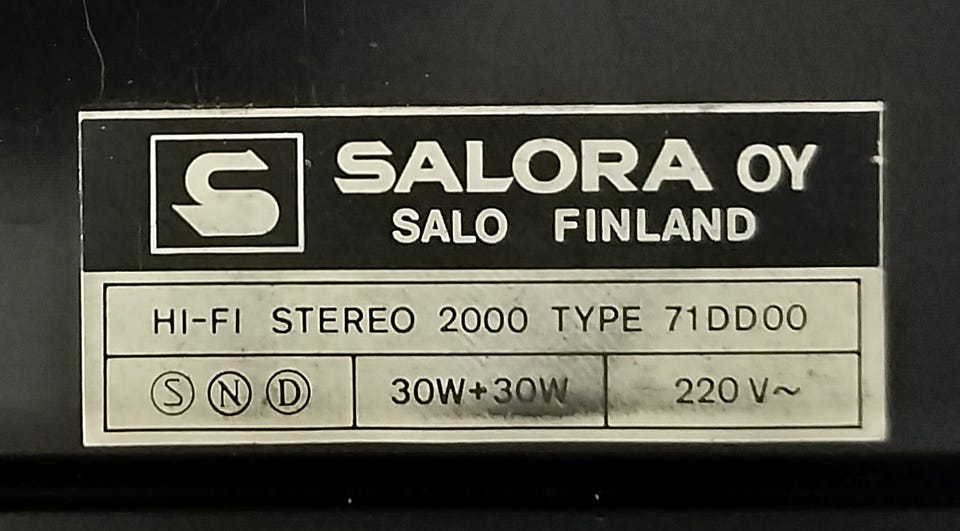 S SALORA OY
SALO FINLAND
HI-FI STEREO 2000 TYPE 71DD00
Ⓢ Ⓝ Ⓓ 30W+30W 220 V~